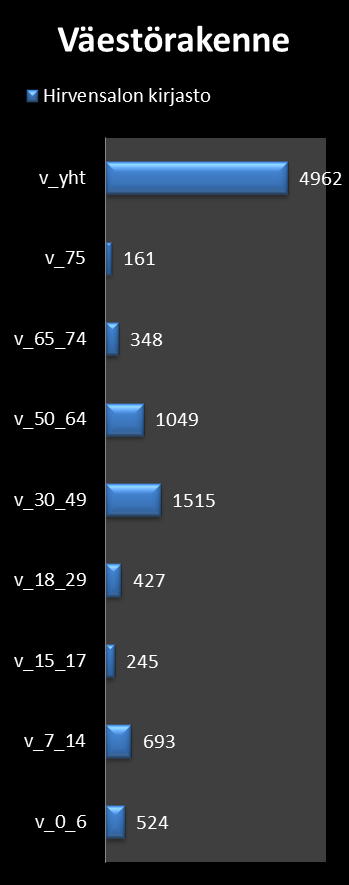 Väestörakenne
Hirvensalon kirjasto
v_yht 4962
v_75 161
v_65_74 348
v_50_64 1049
v_30_49 1515
v_18_29 427
v_15_17 245
v_7_14 693
v_0_6 524